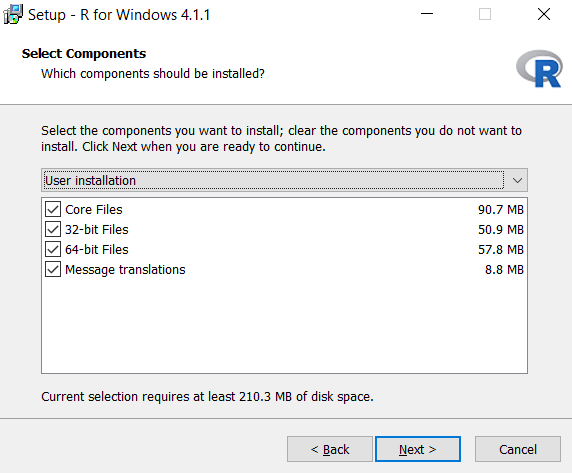 Setup - R for Windows 4.1.1
Select Components
Which components should be installed?
R
Select the components you want to install; clear the components you do not want to
install. Click Next when you are ready to continue.
User installation
Core Files 90.7 MB
32-bit Files 50.9 MB
64-bit Files 57.8 MB
Message translations 8.8 MB
Current selection requires at least 210.3 MB of disk space.
< Back Next > Cancel